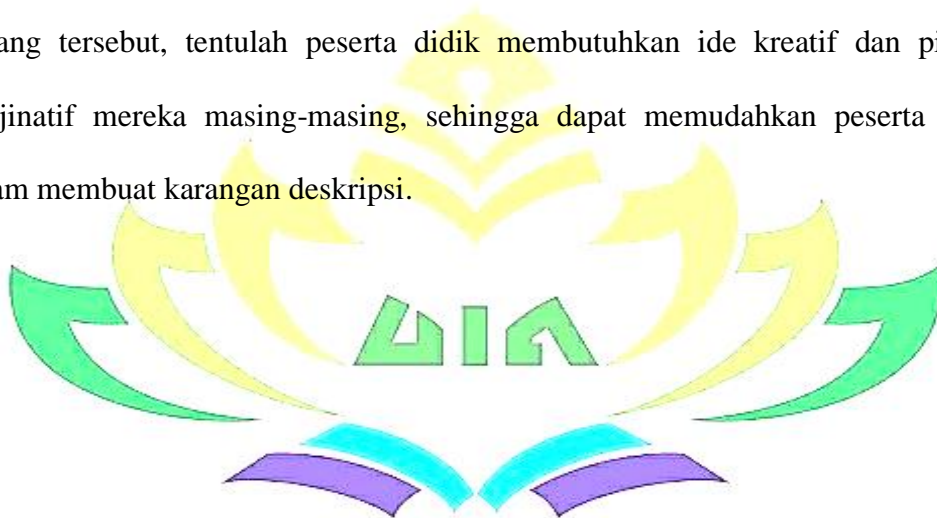 ang tersebut, tentulah peserta didik membutuhkan ide kreatif dan pi
jinatif mereka masing-masing, sehingga dapat memudahkan peserta
am membuat karangan deskripsi.
UIN